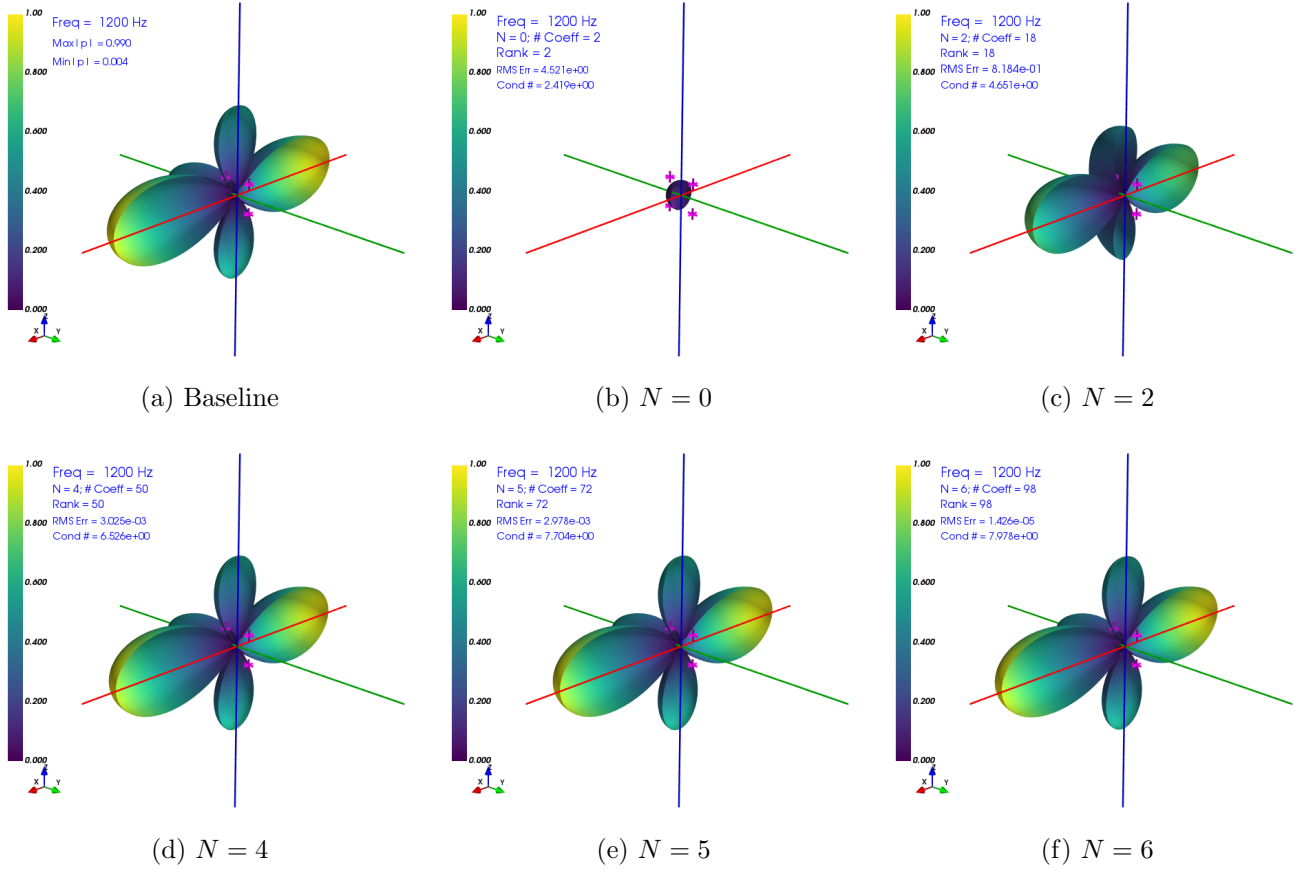 1.00
0.800
0.600
0.400
0.200
0.000
Freq = 1200 Hz
Max| p | = 0.990
Min | p | = 0.004
Z
X Y
(a) Baseline
1.00
0.800
0.600
0.400
0.200
0.000
Freq = 1200 Hz
N = 0; # Coeff = 2
Rank = 2
RMS Err = 4.521e+00
Cond # = 2.419e+00
Z
X Y
(b) N = 0
1.00
0.800
0.600
0.400
0.200
0.000
Freq = 1200 Hz
N = 2; # Coeff = 18
Rank = 18
RMS Err = 8.184e-01
Cond # = 4.651e+00
Z
X Y
(c) N = 2
1.00
0.800
0.600
0.400
0.200
0.000
Freq = 1200 Hz
N = 4; # Coeff = 50
Rank = 50
RMS Err = 3.025e-03
Cond # = 6.526e+00
Z
X Y
(d) N = 4
1.00
0.800
0.600
0.400
0.200
0.000
Freq = 1200 Hz
N = 5; # Coeff = 72
Rank = 72
RMS Err = 2.978e-03
Cond # = 7.704e+00
Z
X Y
(e) N = 5
1.00
0.800
0.600
0.400
0.200
0.000
Freq = 1200 Hz
N = 6; # Coeff = 98
Rank = 98
RMS Err = 1.426e-05
Cond # = 7.978e+00
Z
X Y
(f) N = 6